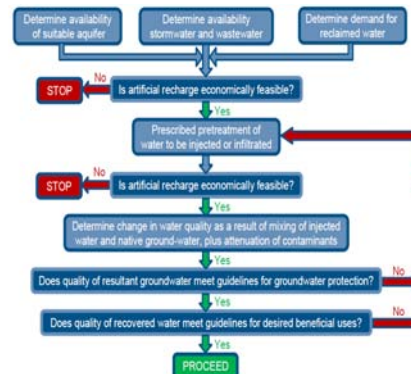 Determine availability
of suitable aquifer
Determine availability
stormwater and wastewater
Determine demand for
reclaimed water
No
STOP
Is artificial recharge economically feasible?
Yes
Prescribed pretreatment of
water to be injected or infiltrated
No
STOP
Is artificial recharge economically feasible?
Yes
Determine change in water quality as a result of mixing of injected
water and native ground-water, plus attenuation of contaminants
Yes
Does quality of resultant groundwater meet guidelines for groundwater protection?
No
Yes
Does quality of recovered water meet guidelines for desired beneficial uses?
No
Yes
PROCEED